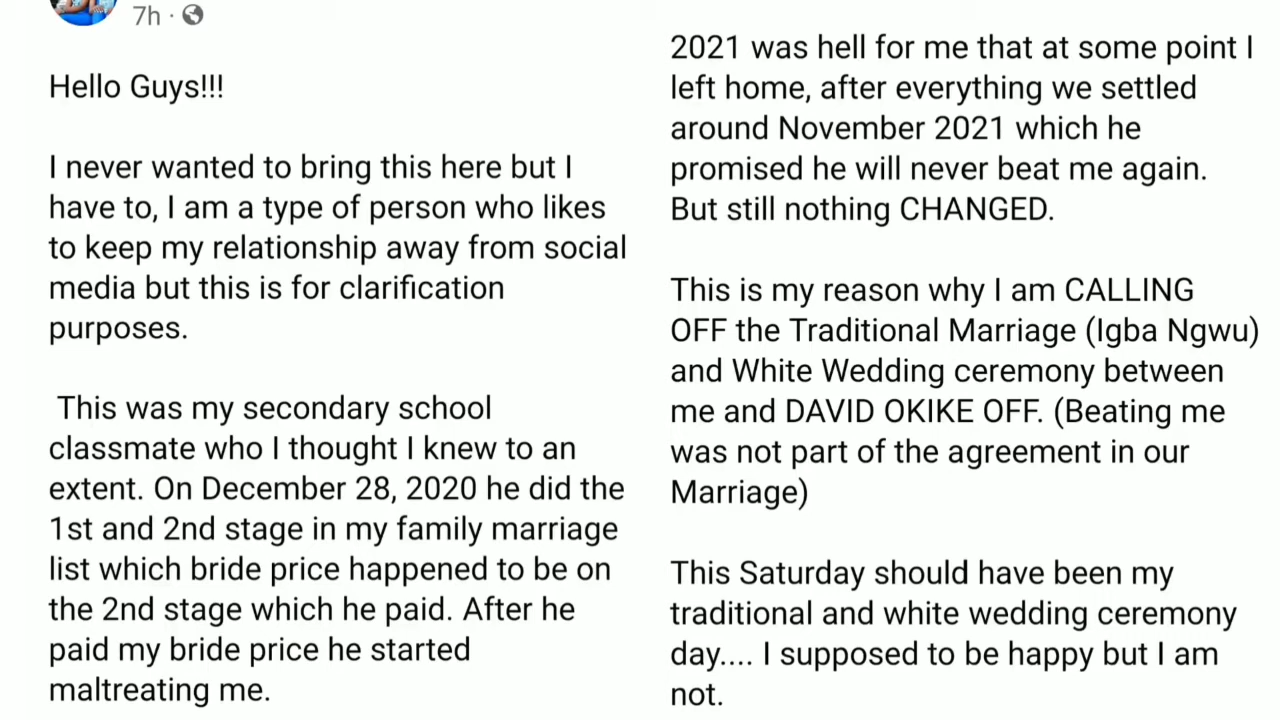 7h ·
Hello Guys!!!
I never wanted to bring this here but I
have to, I am a type of person who likes
to keep my relationship away from social
media but this is for clarification
purposes.
This was my secondary school
classmate who I thought I knew to an
extent. On December 28, 2020 he did the
1st and 2nd stage in my family marriage
list which bride price happened to be on
the 2nd stage which he paid. After he
paid my bride price he started
maltreating me.
2021 was hell for me that at some point I
left home, after everything we settled
around November 2021 which he
promised he will never beat me again.
But still nothing CHANGED.
This is my reason why I am CALLING
OFF the Traditional Marriage (Igba Ngwu)
and White Wedding ceremony between
me and DAVID OKIKE OFF. (Beating me
was not part of the agreement in our
Marriage)
This Saturday should have been my
traditional and white wedding ceremony
day.... I supposed to be happy but I am
not.